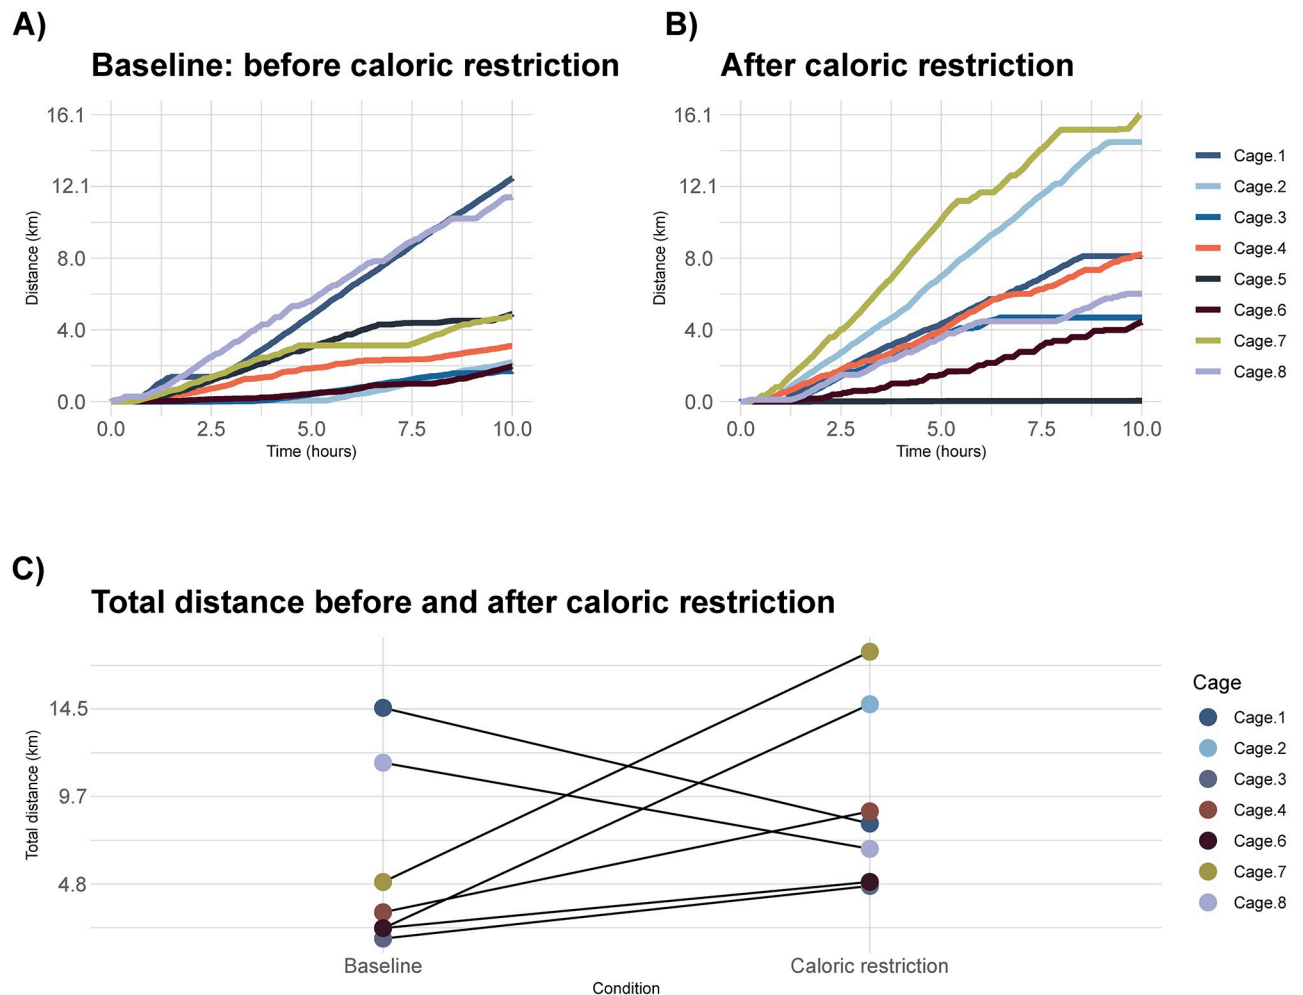 A)
Baseline: before caloric restriction
16.1
12.1
8.0
4.0
0.0
Distance (km)
0.0 2.5 5.0 7.5 10.0
Time (hours)
B)
After caloric restriction
16.1
12.1
8.0
4.0
0.0
Distance (km)
0.0 2.5 5.0 7.5 10.0
Time (hours)
Cage.1
Cage.2
Cage.3
Cage.4
Cage.5
Cage.6
Cage.7
Cage.8
C)
Total distance before and after caloric restriction
14.5
9.7
4.8
Total distance (km)
Baseline Caloric restriction
Condition
Cage
Cage.1
Cage.2
Cage.3
Cage.4
Cage.6
Cage.7
Cage.8